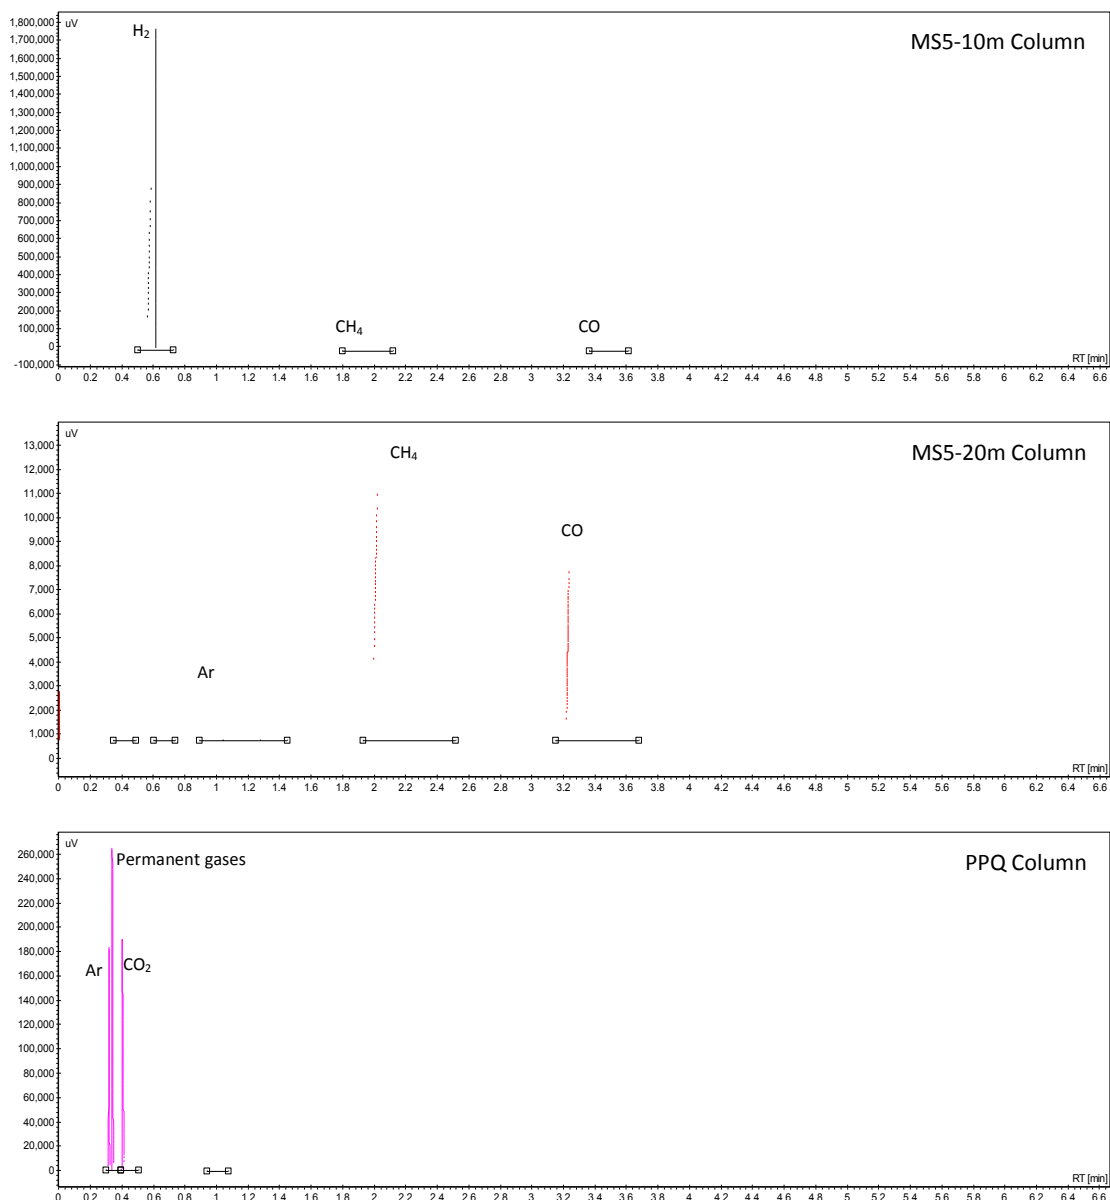 uV
H₂
MS5-10m Column
1,800,000
1,700,000
1,600,000
1,500,000
1,400,000
1,300,000
1,200,000
1,100,000
1,000,000
900,000
800,000
700,000
600,000
500,000
400,000
300,000
200,000
100,000
0
-100,000
CH₄
CO
RT [min]
0 0.2 0.4 0.6 0.8 1 1.2 1.4 1.6 1.8 2 2.2 2.4 2.6 2.8 3 3.2 3.4 3.6 3.8 4 4.2 4.4 4.6 4.8 5 5.2 5.4 5.6 5.8 6 6.2 6.4 6.6
uV
CH₄
MS5-20m Column
13,000
12,000
11,000
10,000
9,000
8,000
7,000
6,000
5,000
4,000
3,000
2,000
1,000
0
CO
Ar
RT [min]
0 0.2 0.4 0.6 0.8 1 1.2 1.4 1.6 1.8 2 2.2 2.4 2.6 2.8 3 3.2 3.4 3.6 3.8 4 4.2 4.4 4.6 4.8 5 5.2 5.4 5.6 5.8 6 6.2 6.4 6.6
uV
Permanent gases
PPQ Column
260,000
240,000
220,000
200,000
180,000
160,000
140,000
120,000
100,000
80,000
60,000
40,000
20,000
0
Ar
CO₂
RT [min]
0 0.2 0.4 0.6 0.8 1 1.2 1.4 1.6 1.8 2 2.2 2.4 2.6 2.8 3 3.2 3.4 3.6 3.8 4 4.2 4.4 4.6 4.8 5 5.2 5.4 5.6 5.8 6 6.2 6.4 6.6